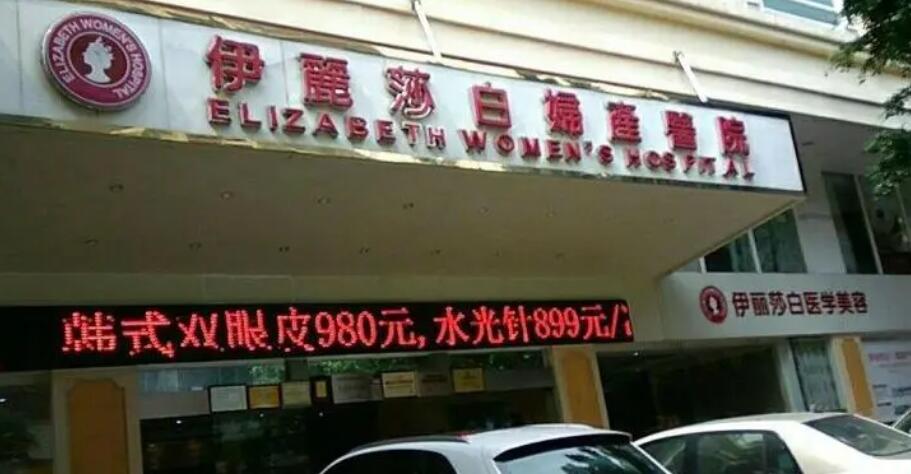 ELIZABETH WOMEN'S HOSPITAL
伊麗莎白婦產醫院
ELIZABETH WOMEN'S HOSPITAL
韩式双眼皮980元,水光针899元/
伊丽莎白医学美容